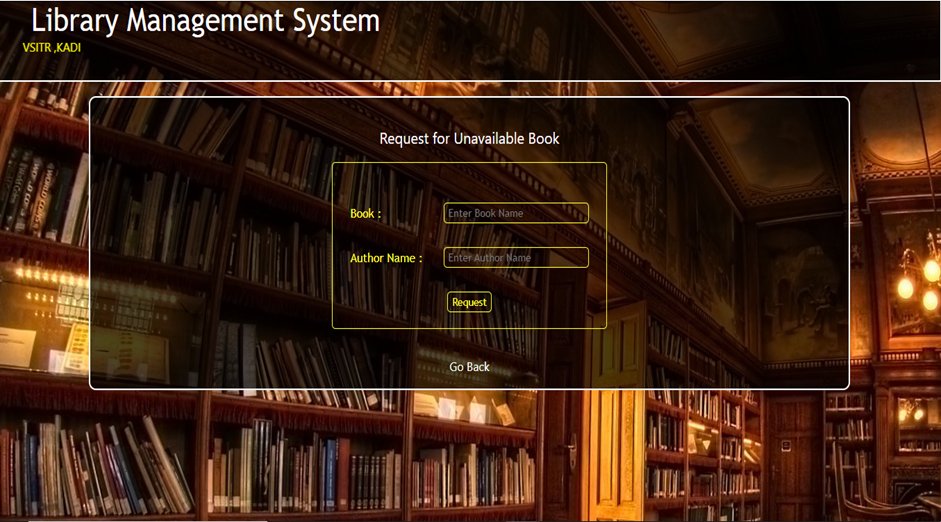 Library Management System
VSITR ,KADI
Request for Unavailable Book
Book : Enter Book Name
Author Name : Enter Author Name
Request
Go Back